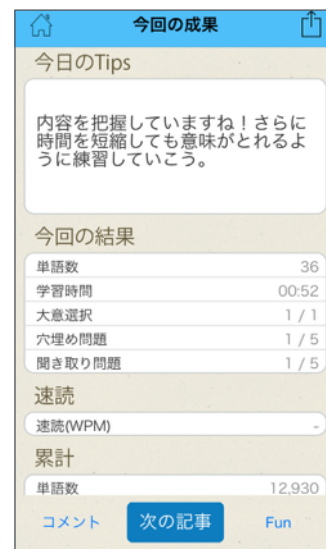 今回の成果
今日のTips
内容を把握していますね！さらに
時間を短縮しても意味がとれるよ
うに練習していこう。
今回の結果
単語数 36
学習時間 00:52
大意選択 1 / 1
穴埋め問題 1 / 5
聞き取り問題 1 / 5
速読
速読(WPM) -
累計
単語数 12,930
コメント 次の記事 Fun